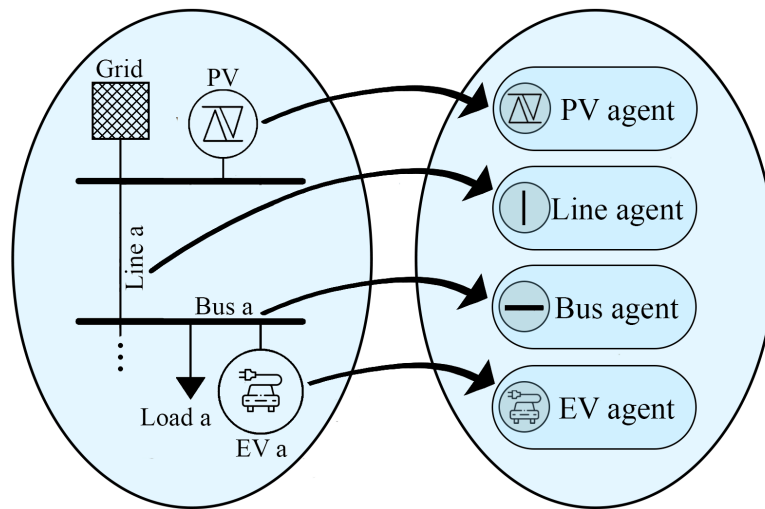 Grid
PV
Line a
Bus a
Load a
EV a
PV agent
Line agent
Bus agent
EV agent